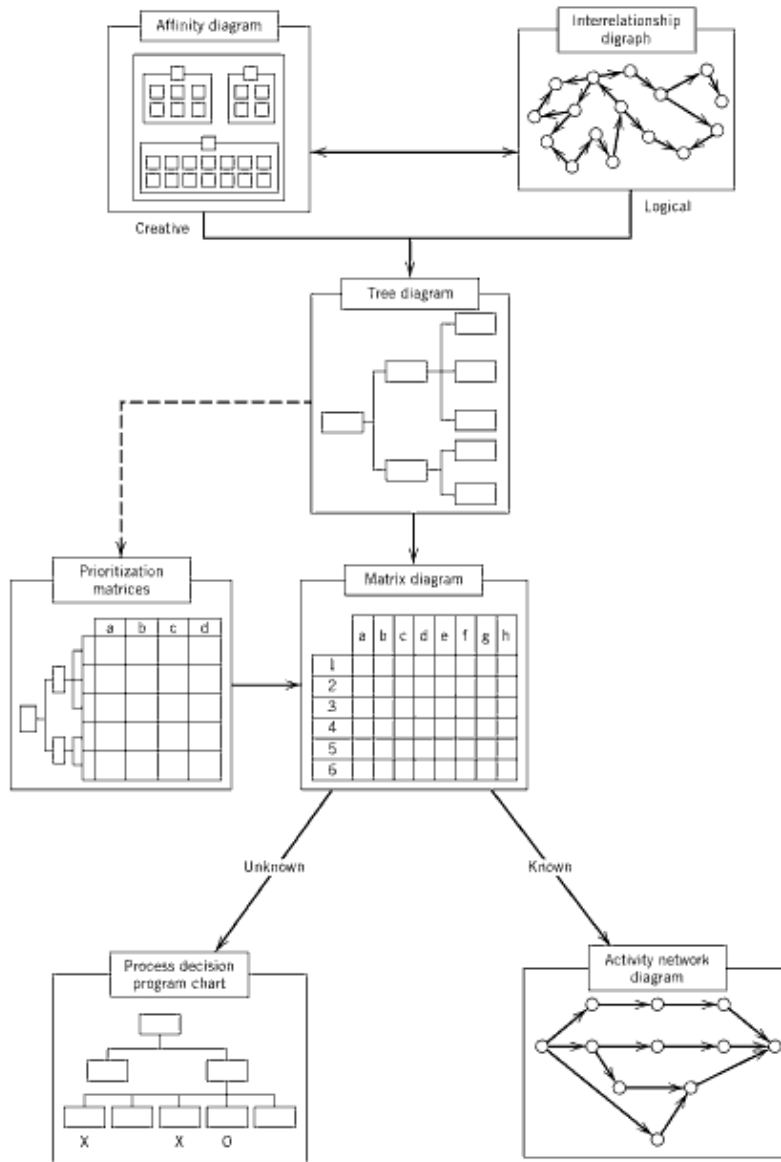 Affinity diagram
Interrelationship
digraph
Creative
Logical
Tree diagram
Prioritization
matrices
a b c d
Matrix diagram
a b c d e f g h
1
2
3
4
5
6
Unknown
Known
Process decision
program chart
X X O
Activity network
diagram